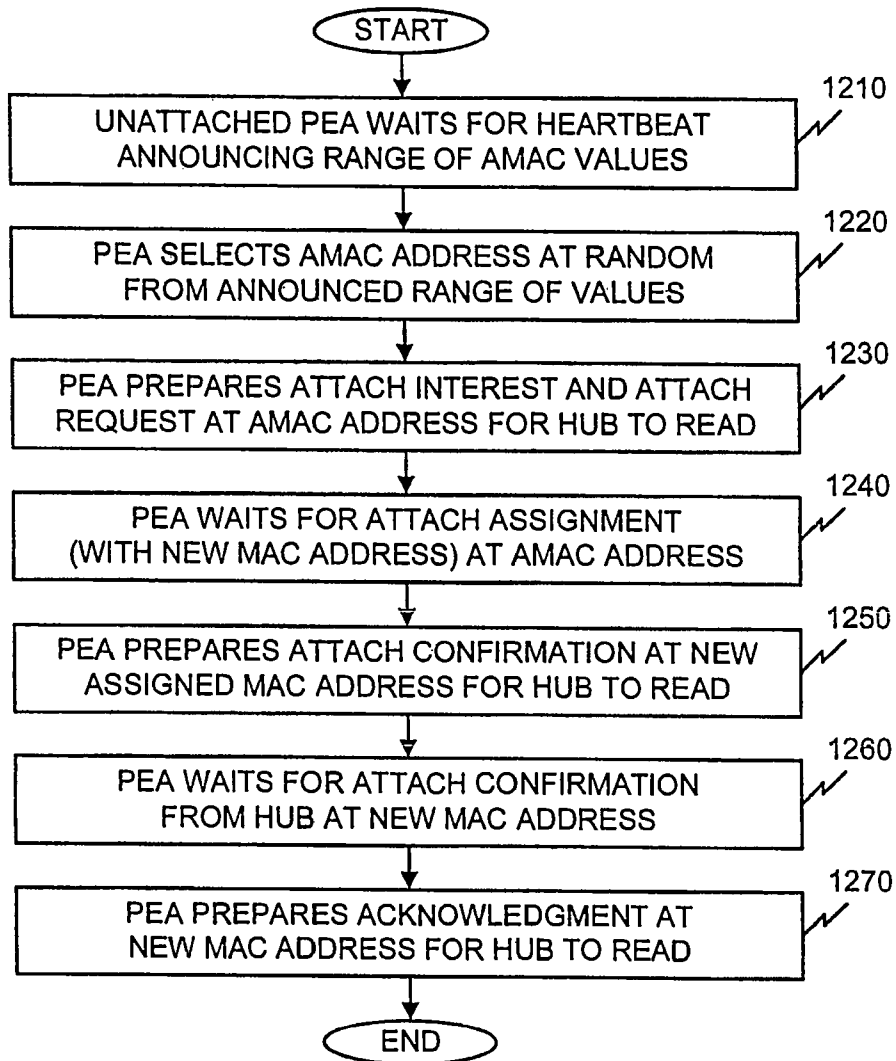 START
1210
UNATTACHED PEA WAITS FOR HEARTBEAT
ANNOUNCING RANGE OF AMAC VALUES
1220
PEA SELECTS AMAC ADDRESS AT RANDOM
FROM ANNOUNCED RANGE OF VALUES
1230
PEA PREPARES ATTACH INTEREST AND ATTACH
REQUEST AT AMAC ADDRESS FOR HUB TO READ
1240
PEA WAITS FOR ATTACH ASSIGNMENT
(WITH NEW MAC ADDRESS) AT AMAC ADDRESS
1250
PEA PREPARES ATTACH CONFIRMATION AT NEW
ASSIGNED MAC ADDRESS FOR HUB TO READ
1260
PEA WAITS FOR ATTACH CONFIRMATION
FROM HUB AT NEW MAC ADDRESS
1270
PEA PREPARES ACKNOWLEDGMENT AT
NEW MAC ADDRESS FOR HUB TO READ
END